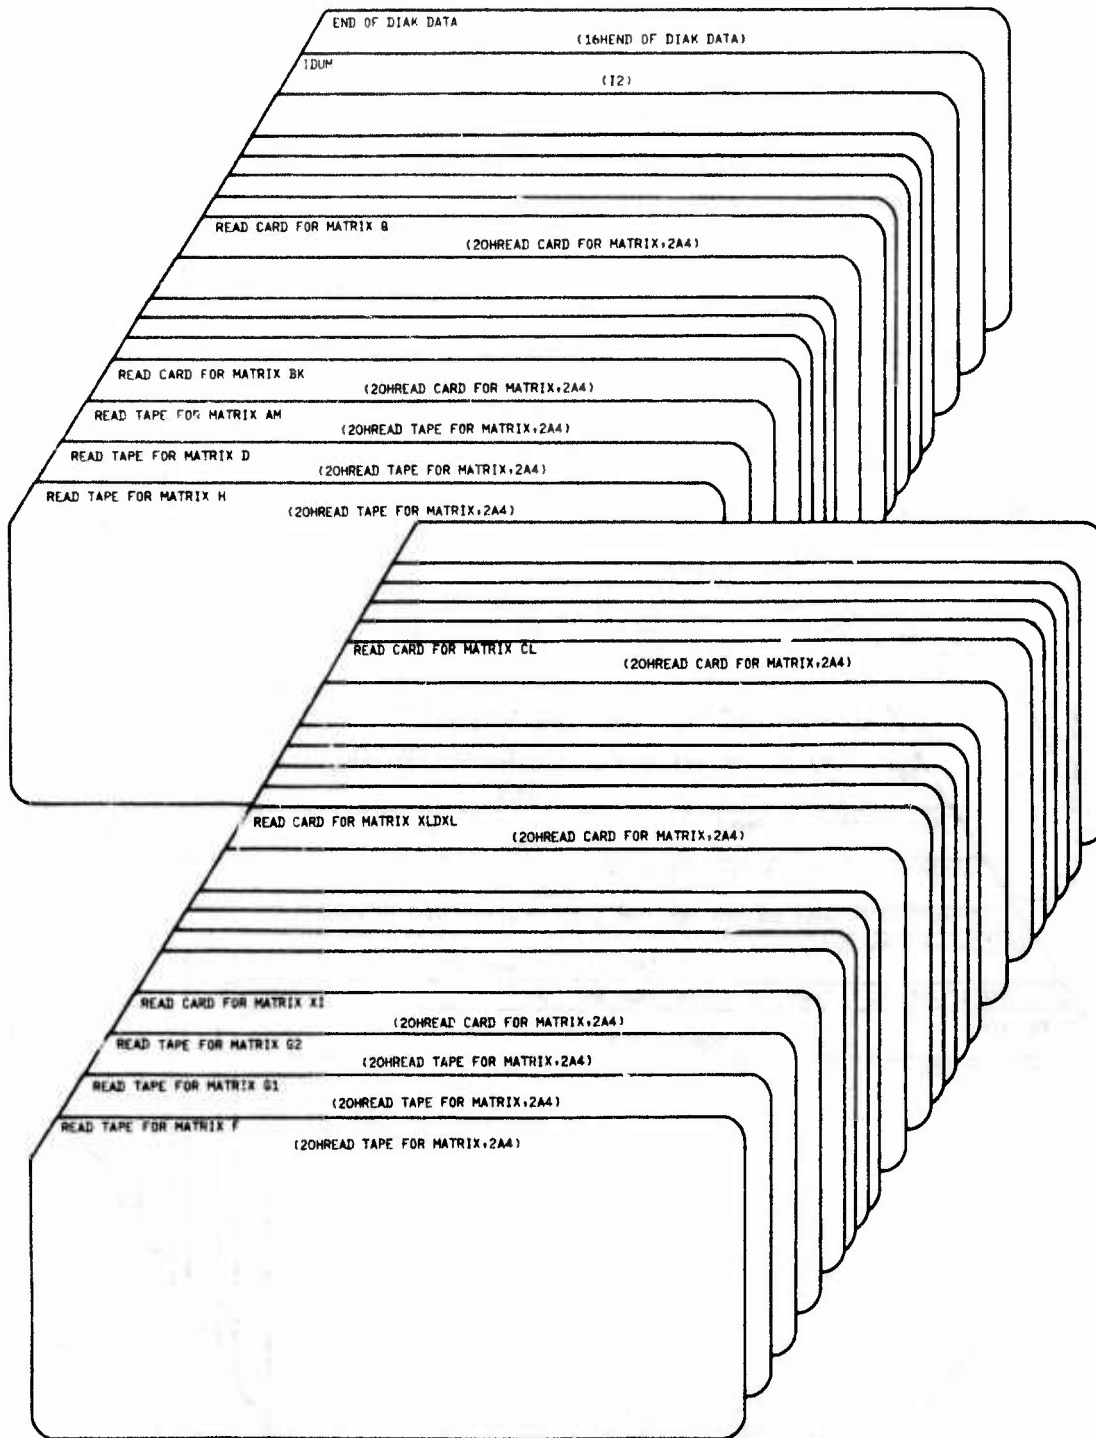 END OF DIAK DATA
(16HEND OF DIAK DATA)
IDUM
(I2)
READ CARD FOR MATRIX Q
(20HREAD CARD FOR MATRIX,2A4)
READ CARD FOR MATRIX BK
(20HREAD CARD FOR MATRIX,2A4)
READ TAPE FOR MATRIX AM
(20HREAD TAPE FOR MATRIX,2A4)
READ TAPE FOR MATRIX D
(20HREAD TAPE FOR MATRIX,2A4)
READ TAPE FOR MATRIX H
(20HREAD TAPE FOR MATRIX,2A4)
READ CARD FOR MATRIX CL
(20HREAD CARD FOR MATRIX,2A4)
READ CARD FOR MATRIX XLDXL
(20HREAD CARD FOR MATRIX,2A4)
READ CARD FOR MATRIX XI
(20HREAD CARD FOR MATRIX,2A4)
READ TAPE FOR MATRIX G2
(20HREAD TAPE FOR MATRIX,2A4)
READ TAPE FOR MATRIX G1
(20HREAD TAPE FOR MATRIX,2A4)
READ TAPE FOR MATRIX F
(20HREAD TAPE FOR MATRIX,2A4)